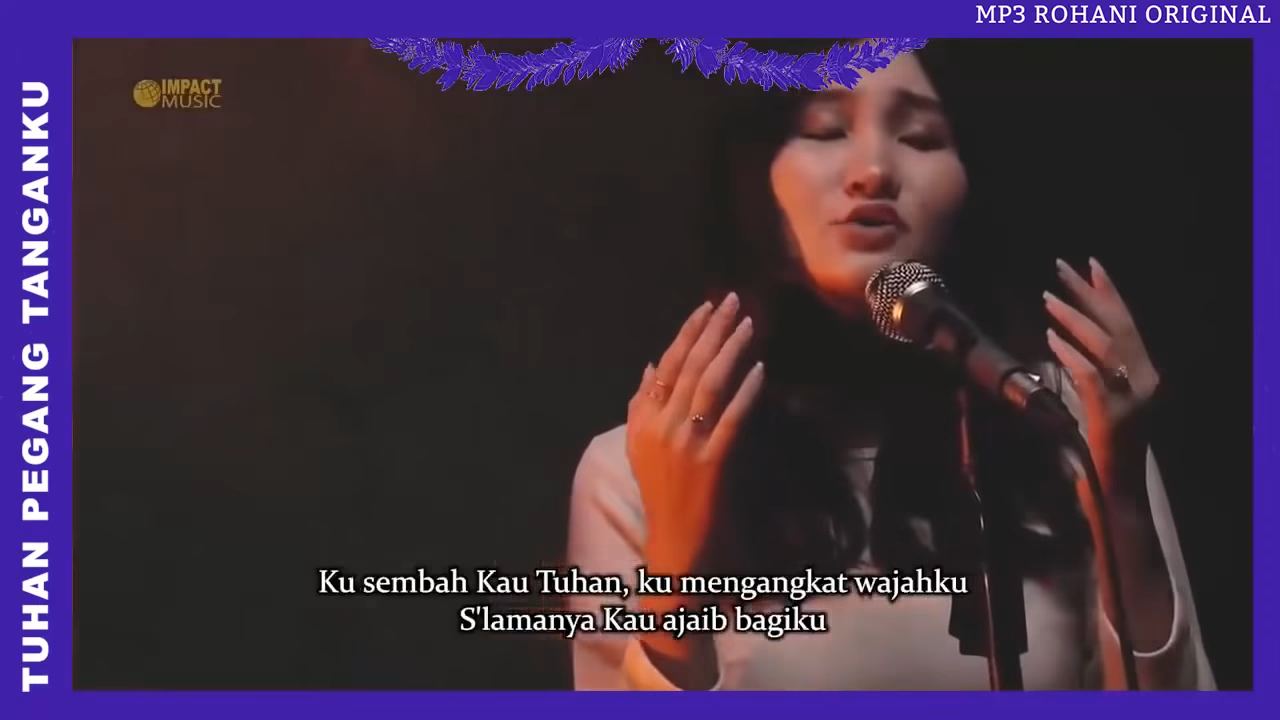 MP3 ROHANI ORIGINAL
IMPACT
MUSIC
TUHAN PEGANG TANGANKU
Ku sembah Kau Tuhan, ku mengangkat wajahku
S'lamanya Kau ajaib bagiku